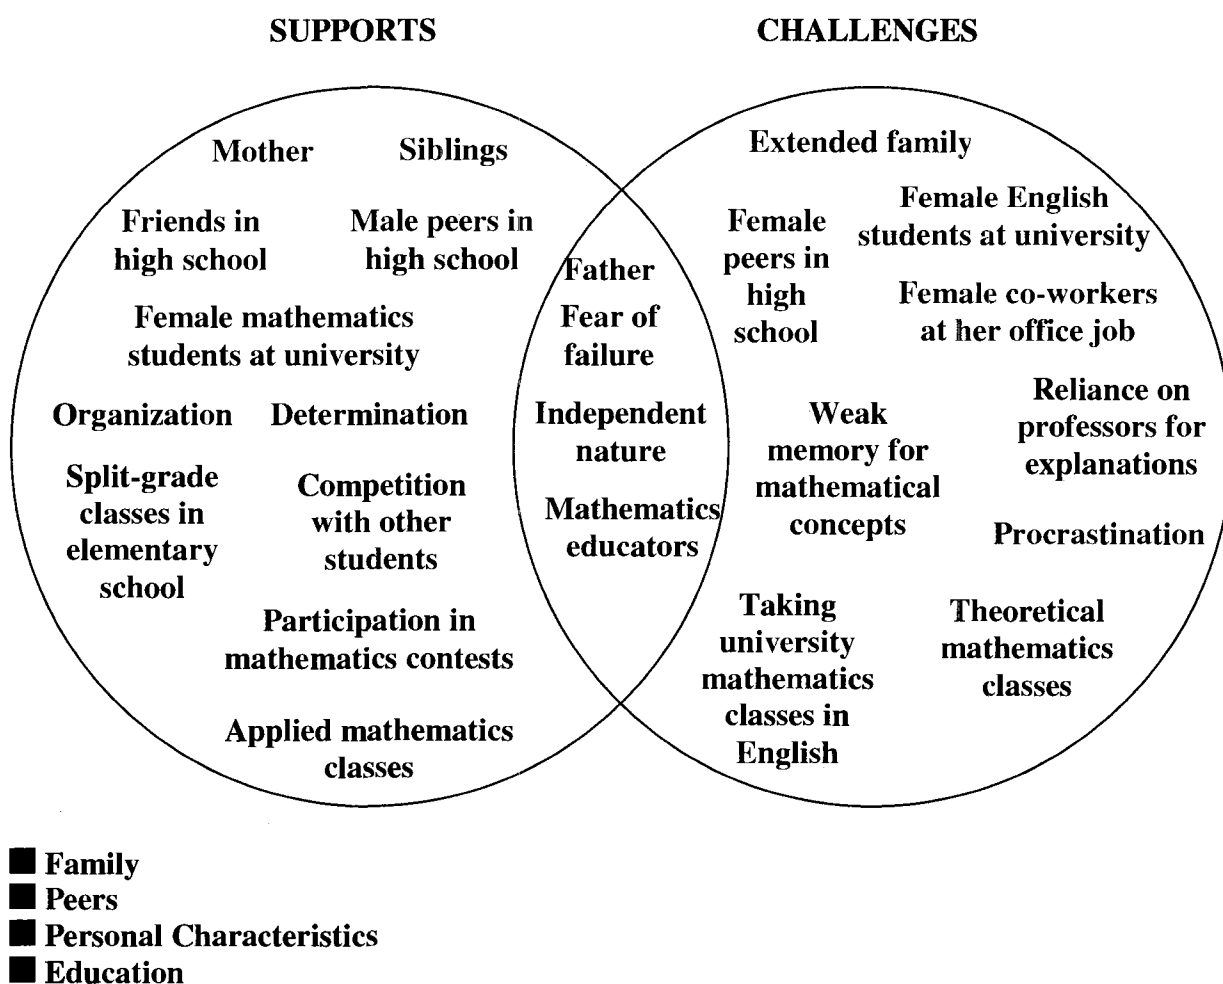 SUPPORTS
CHALLENGES
Mother
Siblings
Friends in
high school
Male peers in
high school
Female mathematics
students at university
Organization
Determination
Split-grade
classes in
elementary
school
Competition
with other
students
Participation in
mathematics contests
Applied mathematics
classes
Father
Fear of
failure
Independent
nature
Mathematics
educators
Extended family
Female
peers in
high
school
Female English
students at university
Female co-workers
at her office job
Weak
memory for
mathematical
concepts
Reliance on
professors for
explanations
Procrastination
Taking
university
mathematics
classes in
English
Theoretical
mathematics
classes
Family
Peers
Personal Characteristics
Education